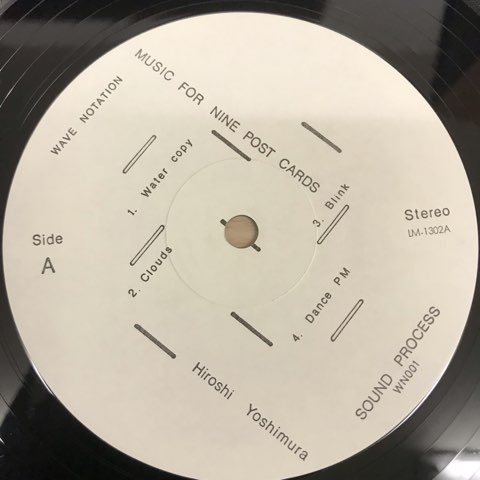 WAVE NOTATION
MUSIC FOR NINE POST CARDS
1. Water copy
2. Clouds
3. Blink
4. Dance PM
Side
A
Stereo
LM-1302A
Hiroshi Yoshimura
SOUND PROCESS
WN001